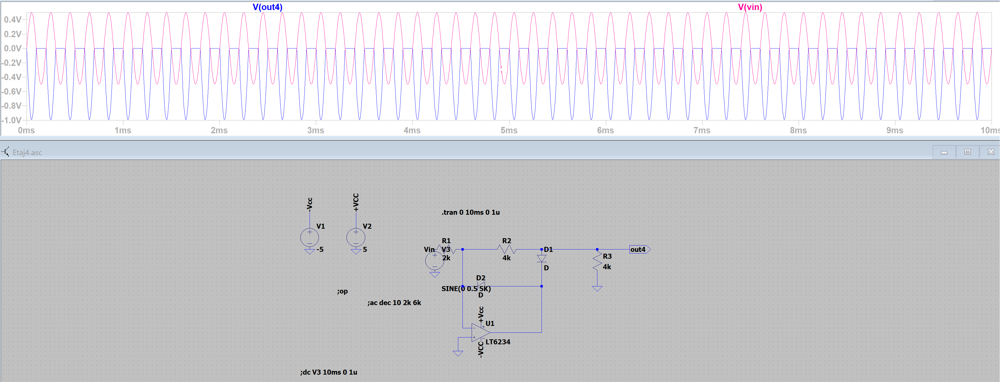 V(out4) V(vin)
0.4V
0.2V
0.0V
-0.2V
-0.4V
-0.6V
-0.8V
-1.0V
0ms 1ms 2ms 3ms 4ms 5ms 6ms 7ms 8ms 9ms 10ms
Etaj4.asc
-Vcc
+VCC
.tran 0 10ms 0 1u
V1
V2
-5
5
R1
R2
Vin
V3
D1
out4
2k
4k
R3
D
4k
D2
SINE(0 0.5 5K)
;op
D
;ac dec 10 2k 6k
+Vcc
U1
LT6234
-VCC
;dc V3 10ms 0 1u